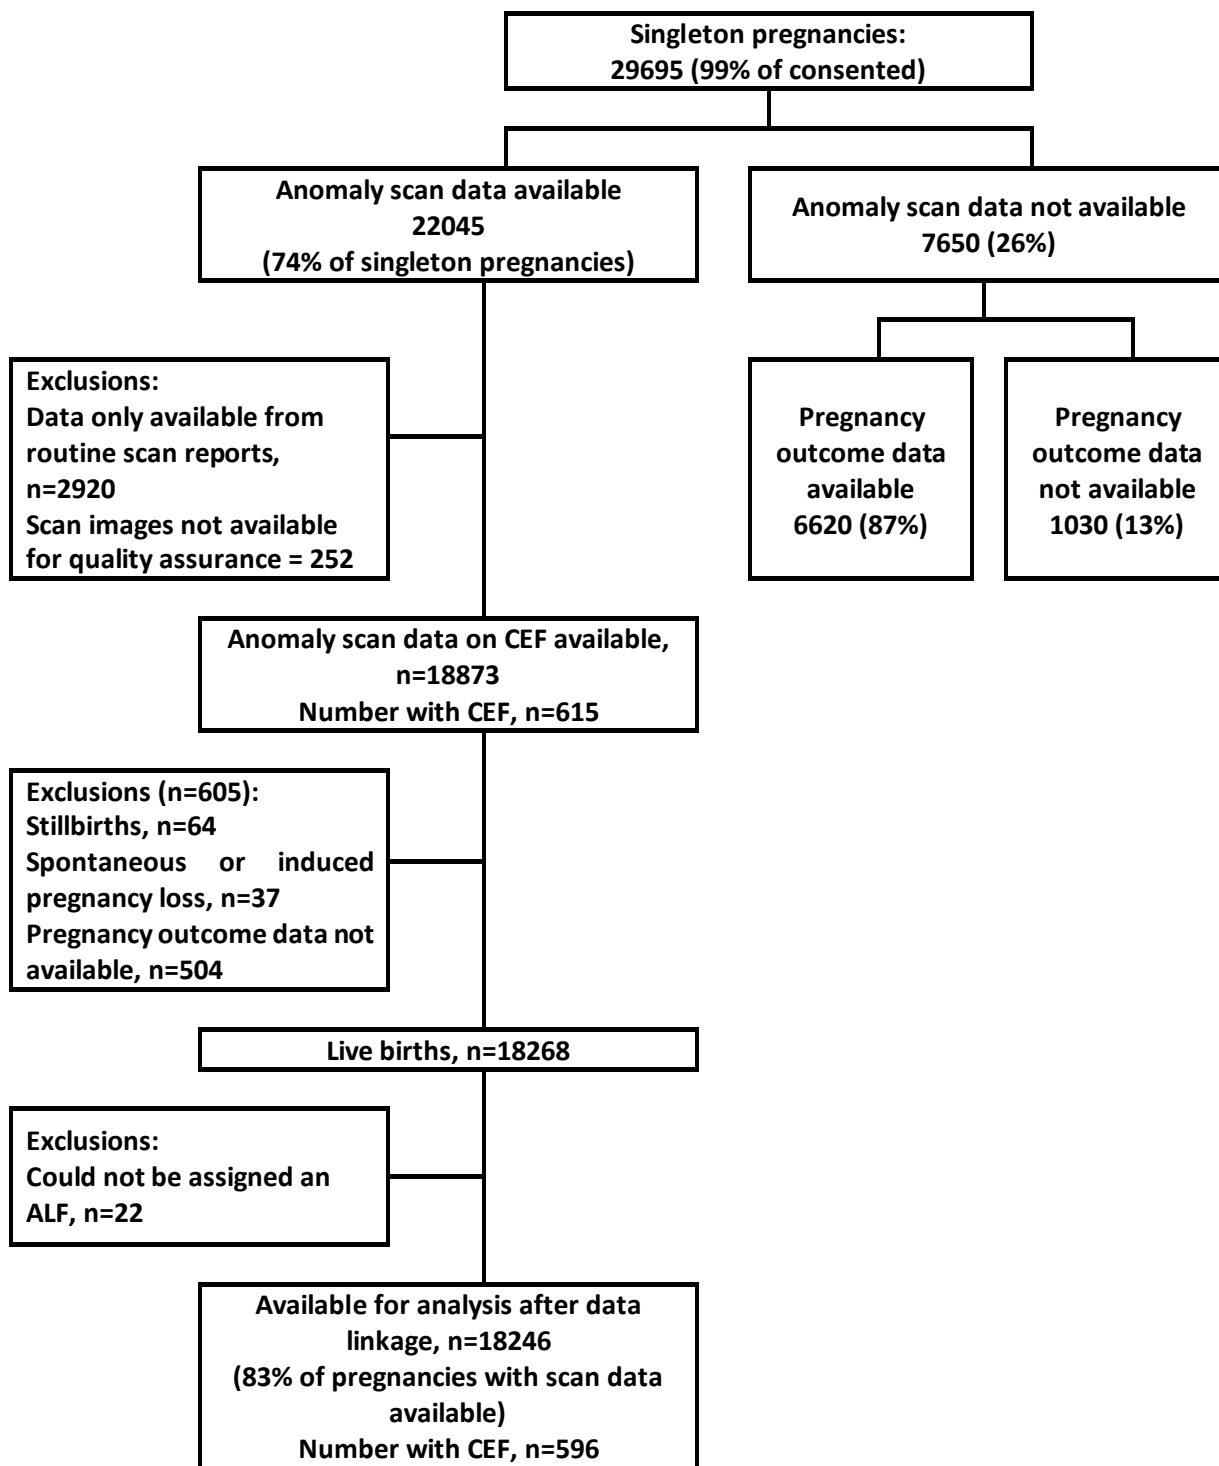 Singleton pregnancies:
29695 (99% of consented)
Anomaly scan data available
22045
(74% of singleton pregnancies)
Anomaly scan data not available
7650 (26%)
Exclusions:
Data only available from
routine scan reports,
n=2920
Scan images not available
for quality assurance = 252
Pregnancy
outcome data
available
6620 (87%)
Pregnancy
outcome data
not available
1030 (13%)
Anomaly scan data on CEF available,
n=18873
Number with CEF, n=615
Exclusions (n=605):
Stillbirths, n=64
Spontaneous or induced
pregnancy loss, n=37
Pregnancy outcome data not
available, n=504
Live births, n=18268
Exclusions:
Could not be assigned an
ALF, n=22
Available for analysis after data
linkage, n=18246
(83% of pregnancies with scan data
available)
Number with CEF, n=596